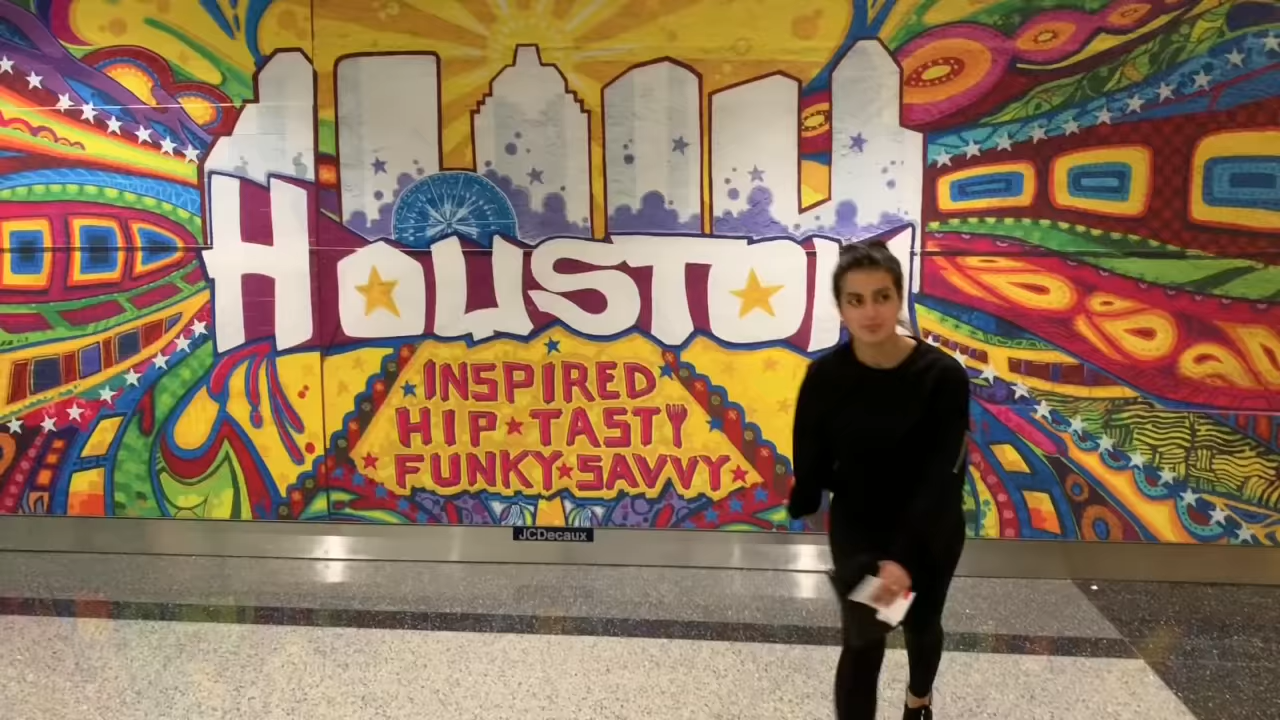 HOUSTON
INSPIRED
HIP★TASTY
FUNKY★SAVVY★
JCDecaux